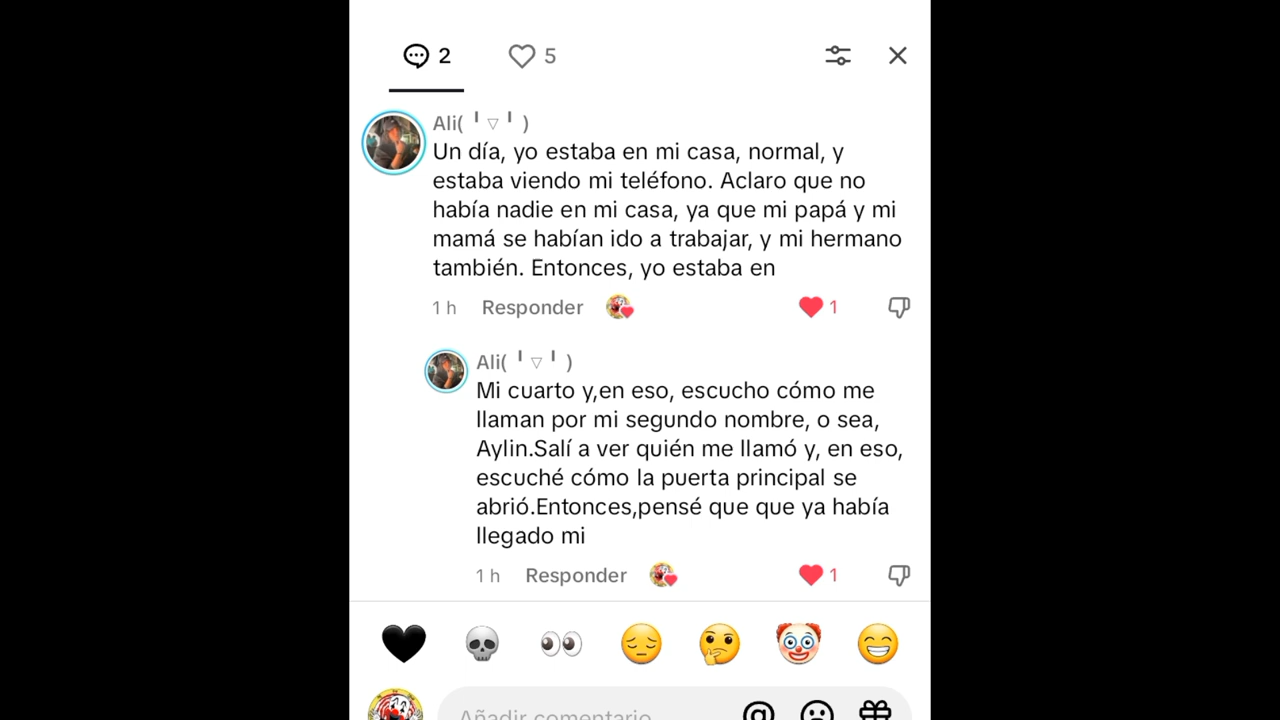 2
5
Ali( ╹ ▽ ╹ )
Un día, yo estaba en mi casa, normal, y
estaba viendo mi teléfono. Aclaro que no
había nadie en mi casa, ya que mi papá y mi
mamá se habían ido a trabajar, y mi hermano
también. Entonces, yo estaba en
1 h Responder 1
Ali( ╹ ▽ ╹ )
Mi cuarto y,en eso, escucho cómo me
llaman por mi segundo nombre, o sea,
Aylin.Salí a ver quién me llamó y, en eso,
escuché cómo la puerta principal se
abrió.Entonces,pensé que que ya había
llegado mi
1 h Responder 1
Añadir comentario